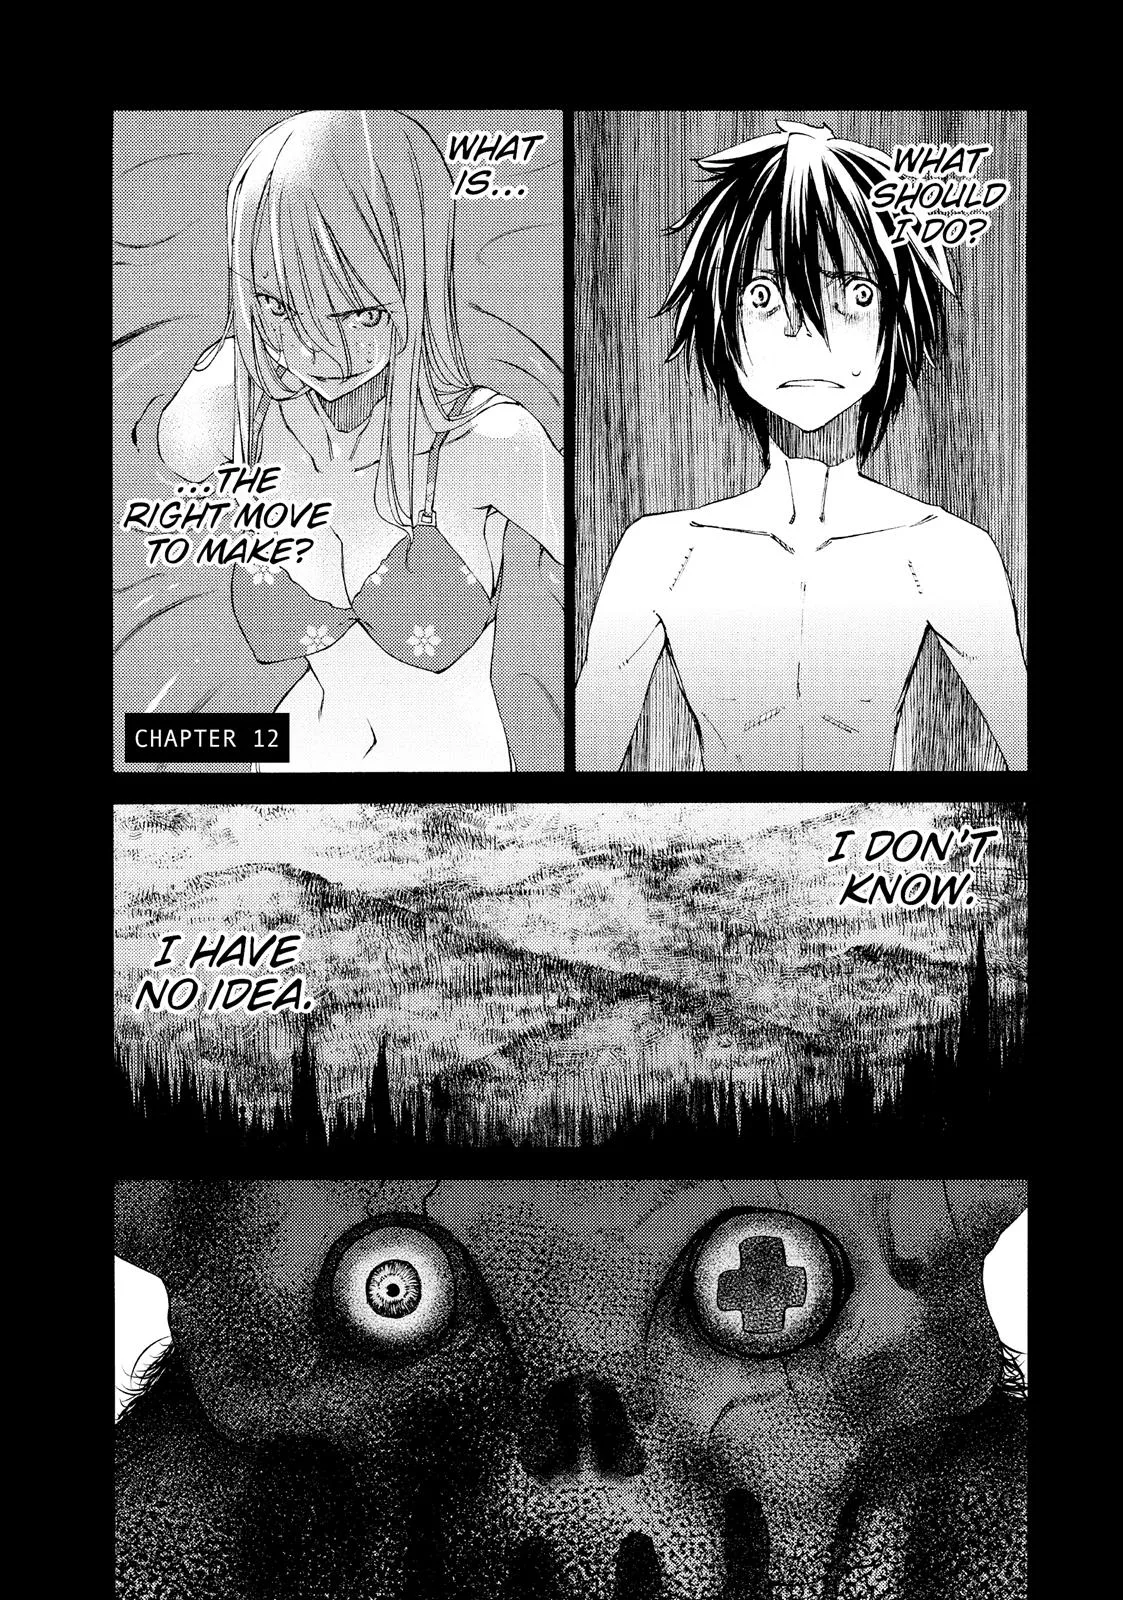 WHAT
SHOULD
I DO?
WHAT
IS...
...THE
RIGHT MOVE
TO MAKE?
CHAPTER 12
I DON'T
KNOW.
I HAVE
NO IDEA.